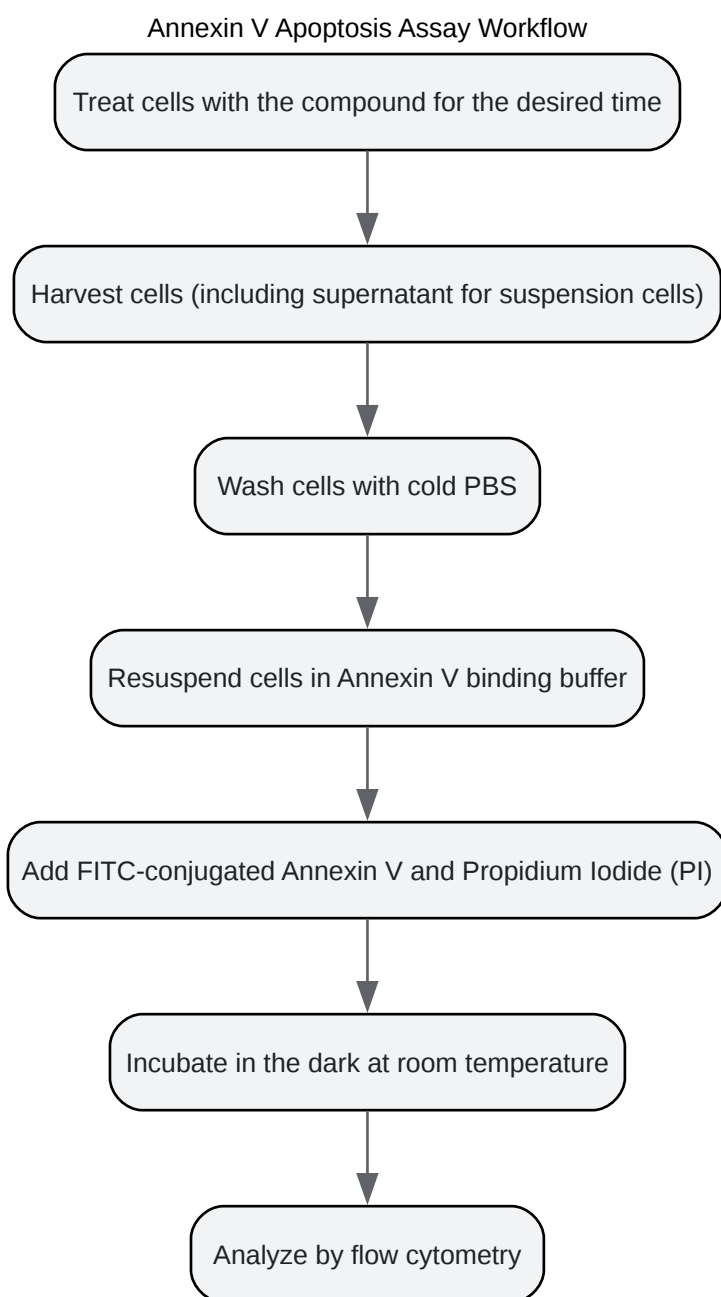 Annexin V Apoptosis Assay Workflow
Treat cells with the compound for the desired time
Harvest cells (including supernatant for suspension cells)
Wash cells with cold PBS
Resuspend cells in Annexin V binding buffer
Add FITC-conjugated Annexin V and Propidium Iodide (PI)
Incubate in the dark at room temperature
Analyze by flow cytometry